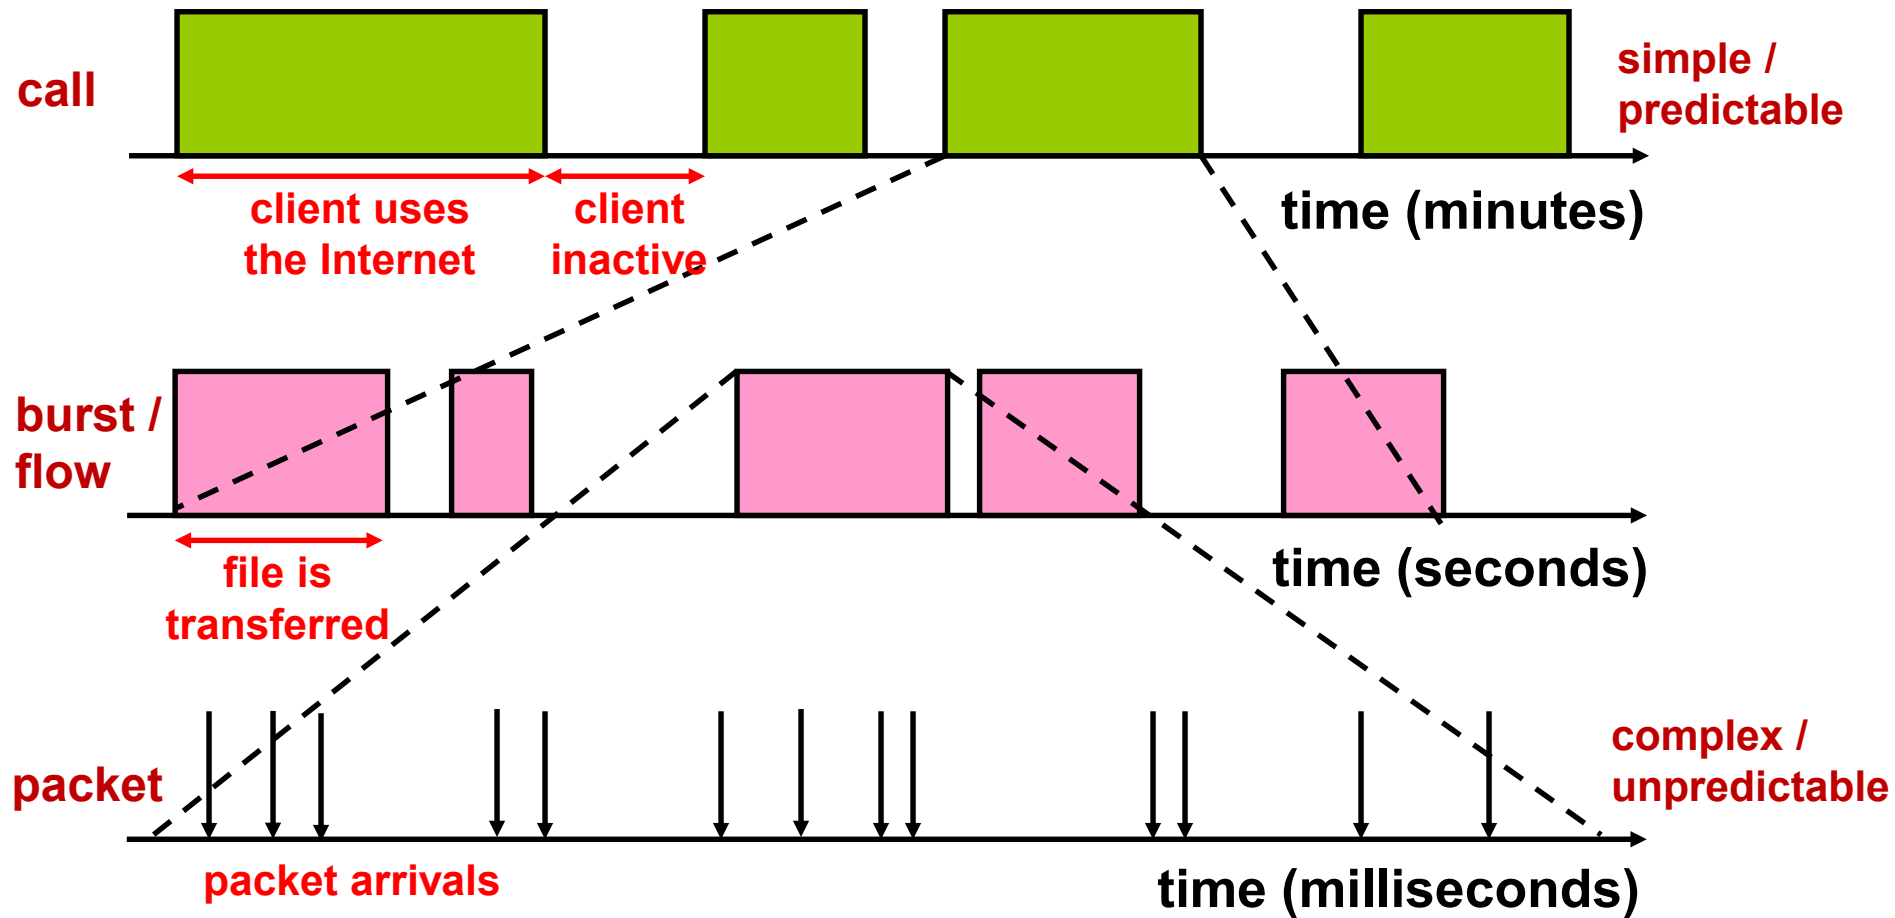 call
simple /
predictable
client uses
the Internet
client
inactive
time (minutes)
burst /
flow
file is
transferred
time (seconds)
packet
complex /
unpredictable
packet arrivals
time (milliseconds)